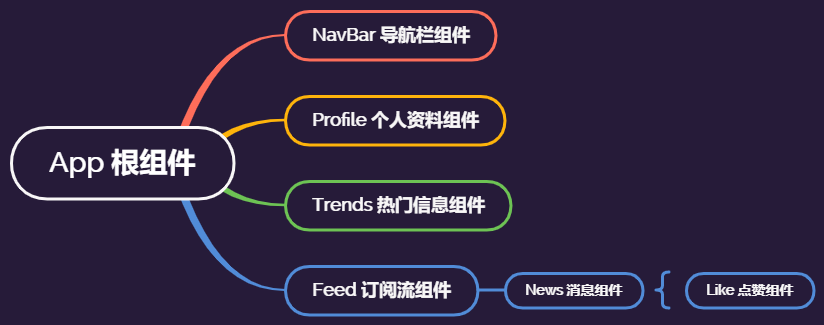 NavBar 导航栏组件
Profile 个人资料组件
App 根组件
Trends 热门信息组件
Feed 订阅流组件
News 消息组件
Like 点赞组件